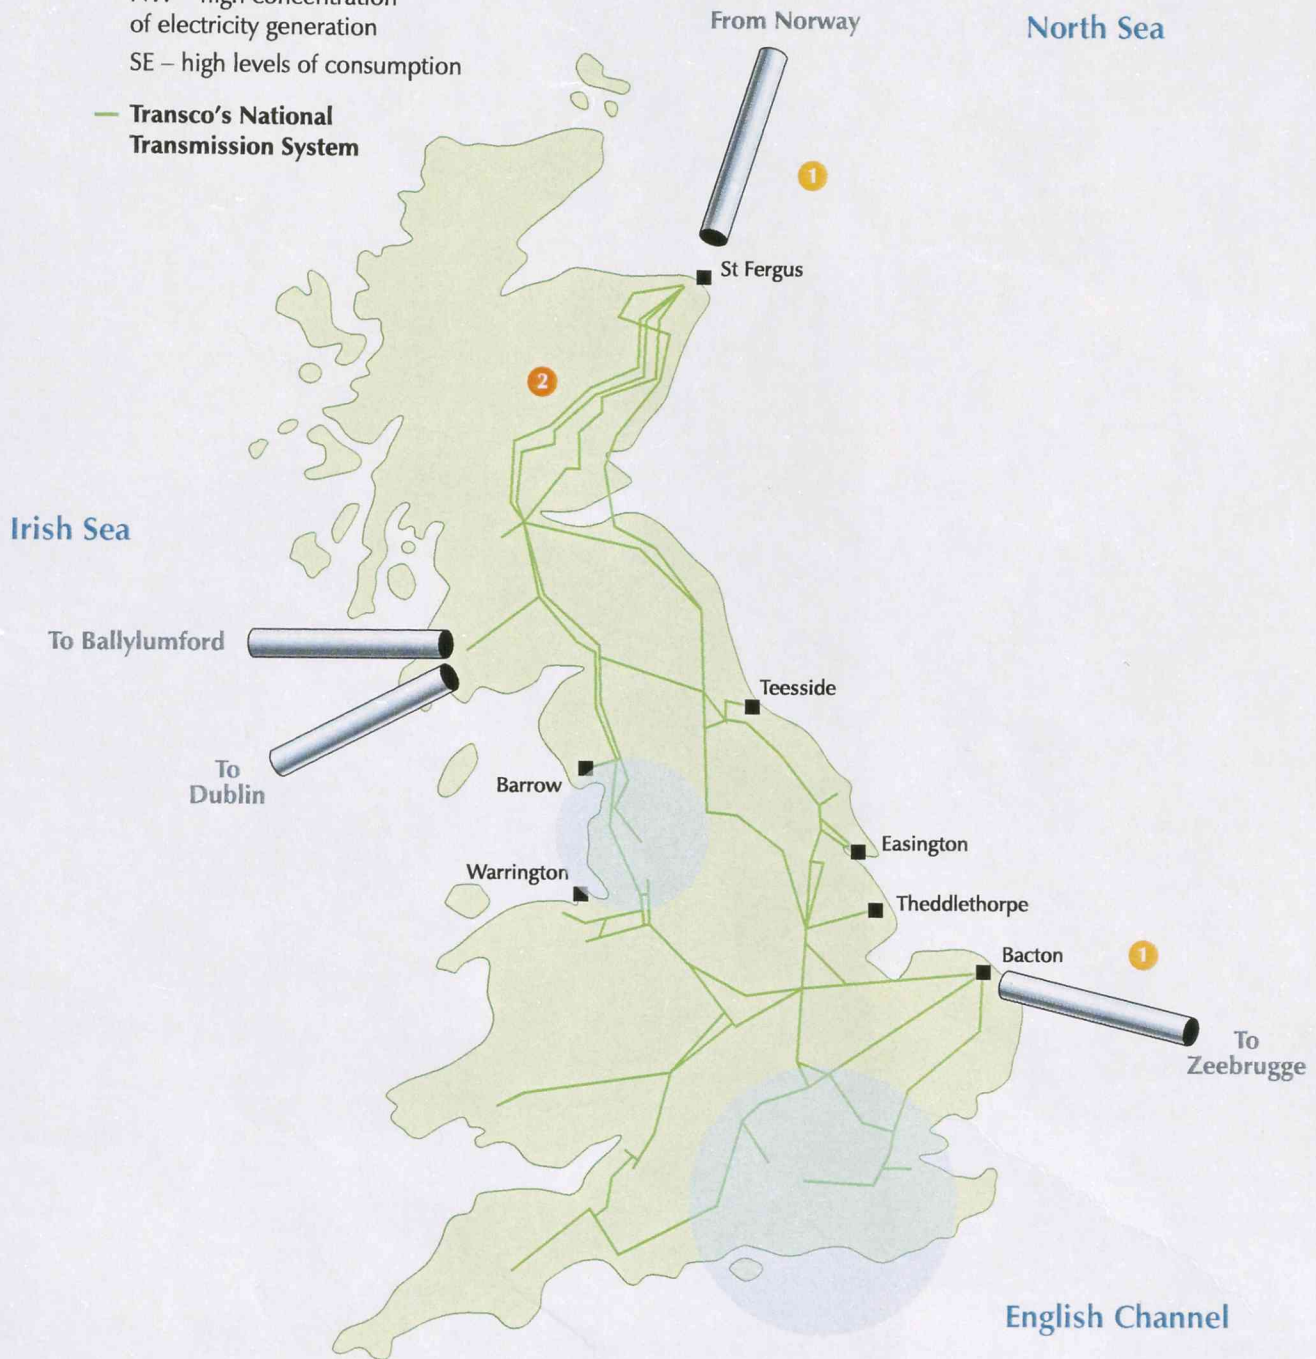 of electricity generation
SE – high levels of consumption
Transco's National
Transmission System
From Norway
North Sea
1
St Fergus
2
Irish Sea
To Ballylumford
To
Dublin
Teesside
Barrow
Easington
Warrington
Theddlethorpe
Bacton
1
To
Zeebrugge
English Channel